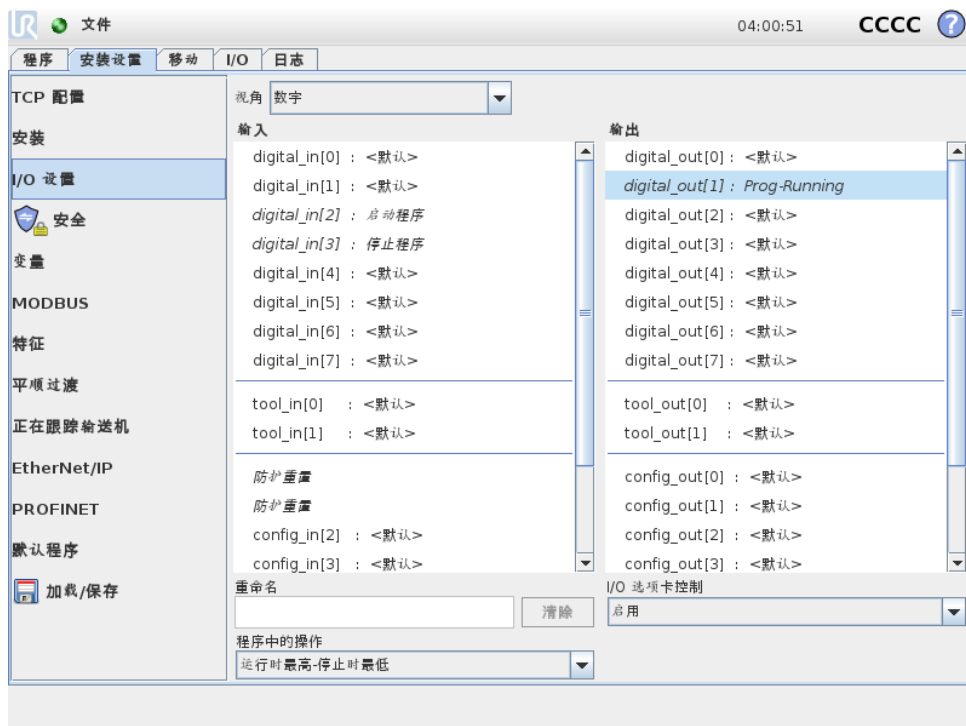 UR 文件 04:00:51 CCCC ?
程序 安装设置 移动 I/O 日志
TCP 配置
安装
I/O 设置
安全
变量
MODBUS
特征
平顺过渡
正在跟踪输送机
EtherNet/IP
PROFINET
默认程序
加载/保存
视角 数字
输入
digital_in[0] : <默认>
digital_in[1] : <默认>
digital_in[2] : 启动程序
digital_in[3] : 停止程序
digital_in[4] : <默认>
digital_in[5] : <默认>
digital_in[6] : <默认>
digital_in[7] : <默认>
tool_in[0] : <默认>
tool_in[1] : <默认>
防护重置
防护重置
config_in[2] : <默认>
config_in[3] : <默认>
重命名
清除
程序中的操作
运行时最高-停止时最低
输出
digital_out[0] : <默认>
digital_out[1] : Prog-Running
digital_out[2] : <默认>
digital_out[3] : <默认>
digital_out[4] : <默认>
digital_out[5] : <默认>
digital_out[6] : <默认>
digital_out[7] : <默认>
tool_out[0] : <默认>
tool_out[1] : <默认>
config_out[0] : <默认>
config_out[1] : <默认>
config_out[2] : <默认>
config_out[3] : <默认>
I/O 选项卡控制
启用